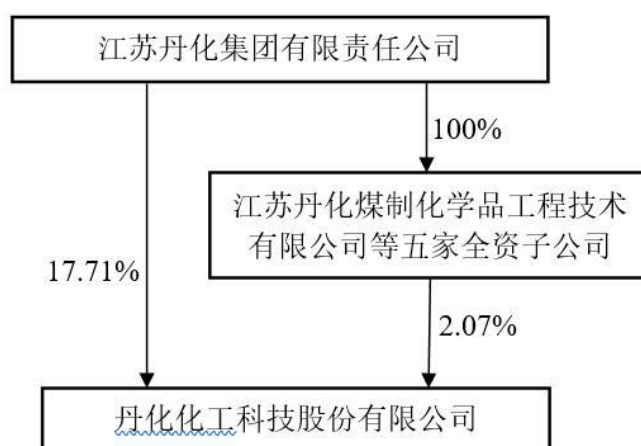 江苏丹化集团有限责任公司
100%
江苏丹化煤制化学品工程技术
有限公司等五家全资子公司
17.71%
2.07%
丹化化工科技股份有限公司